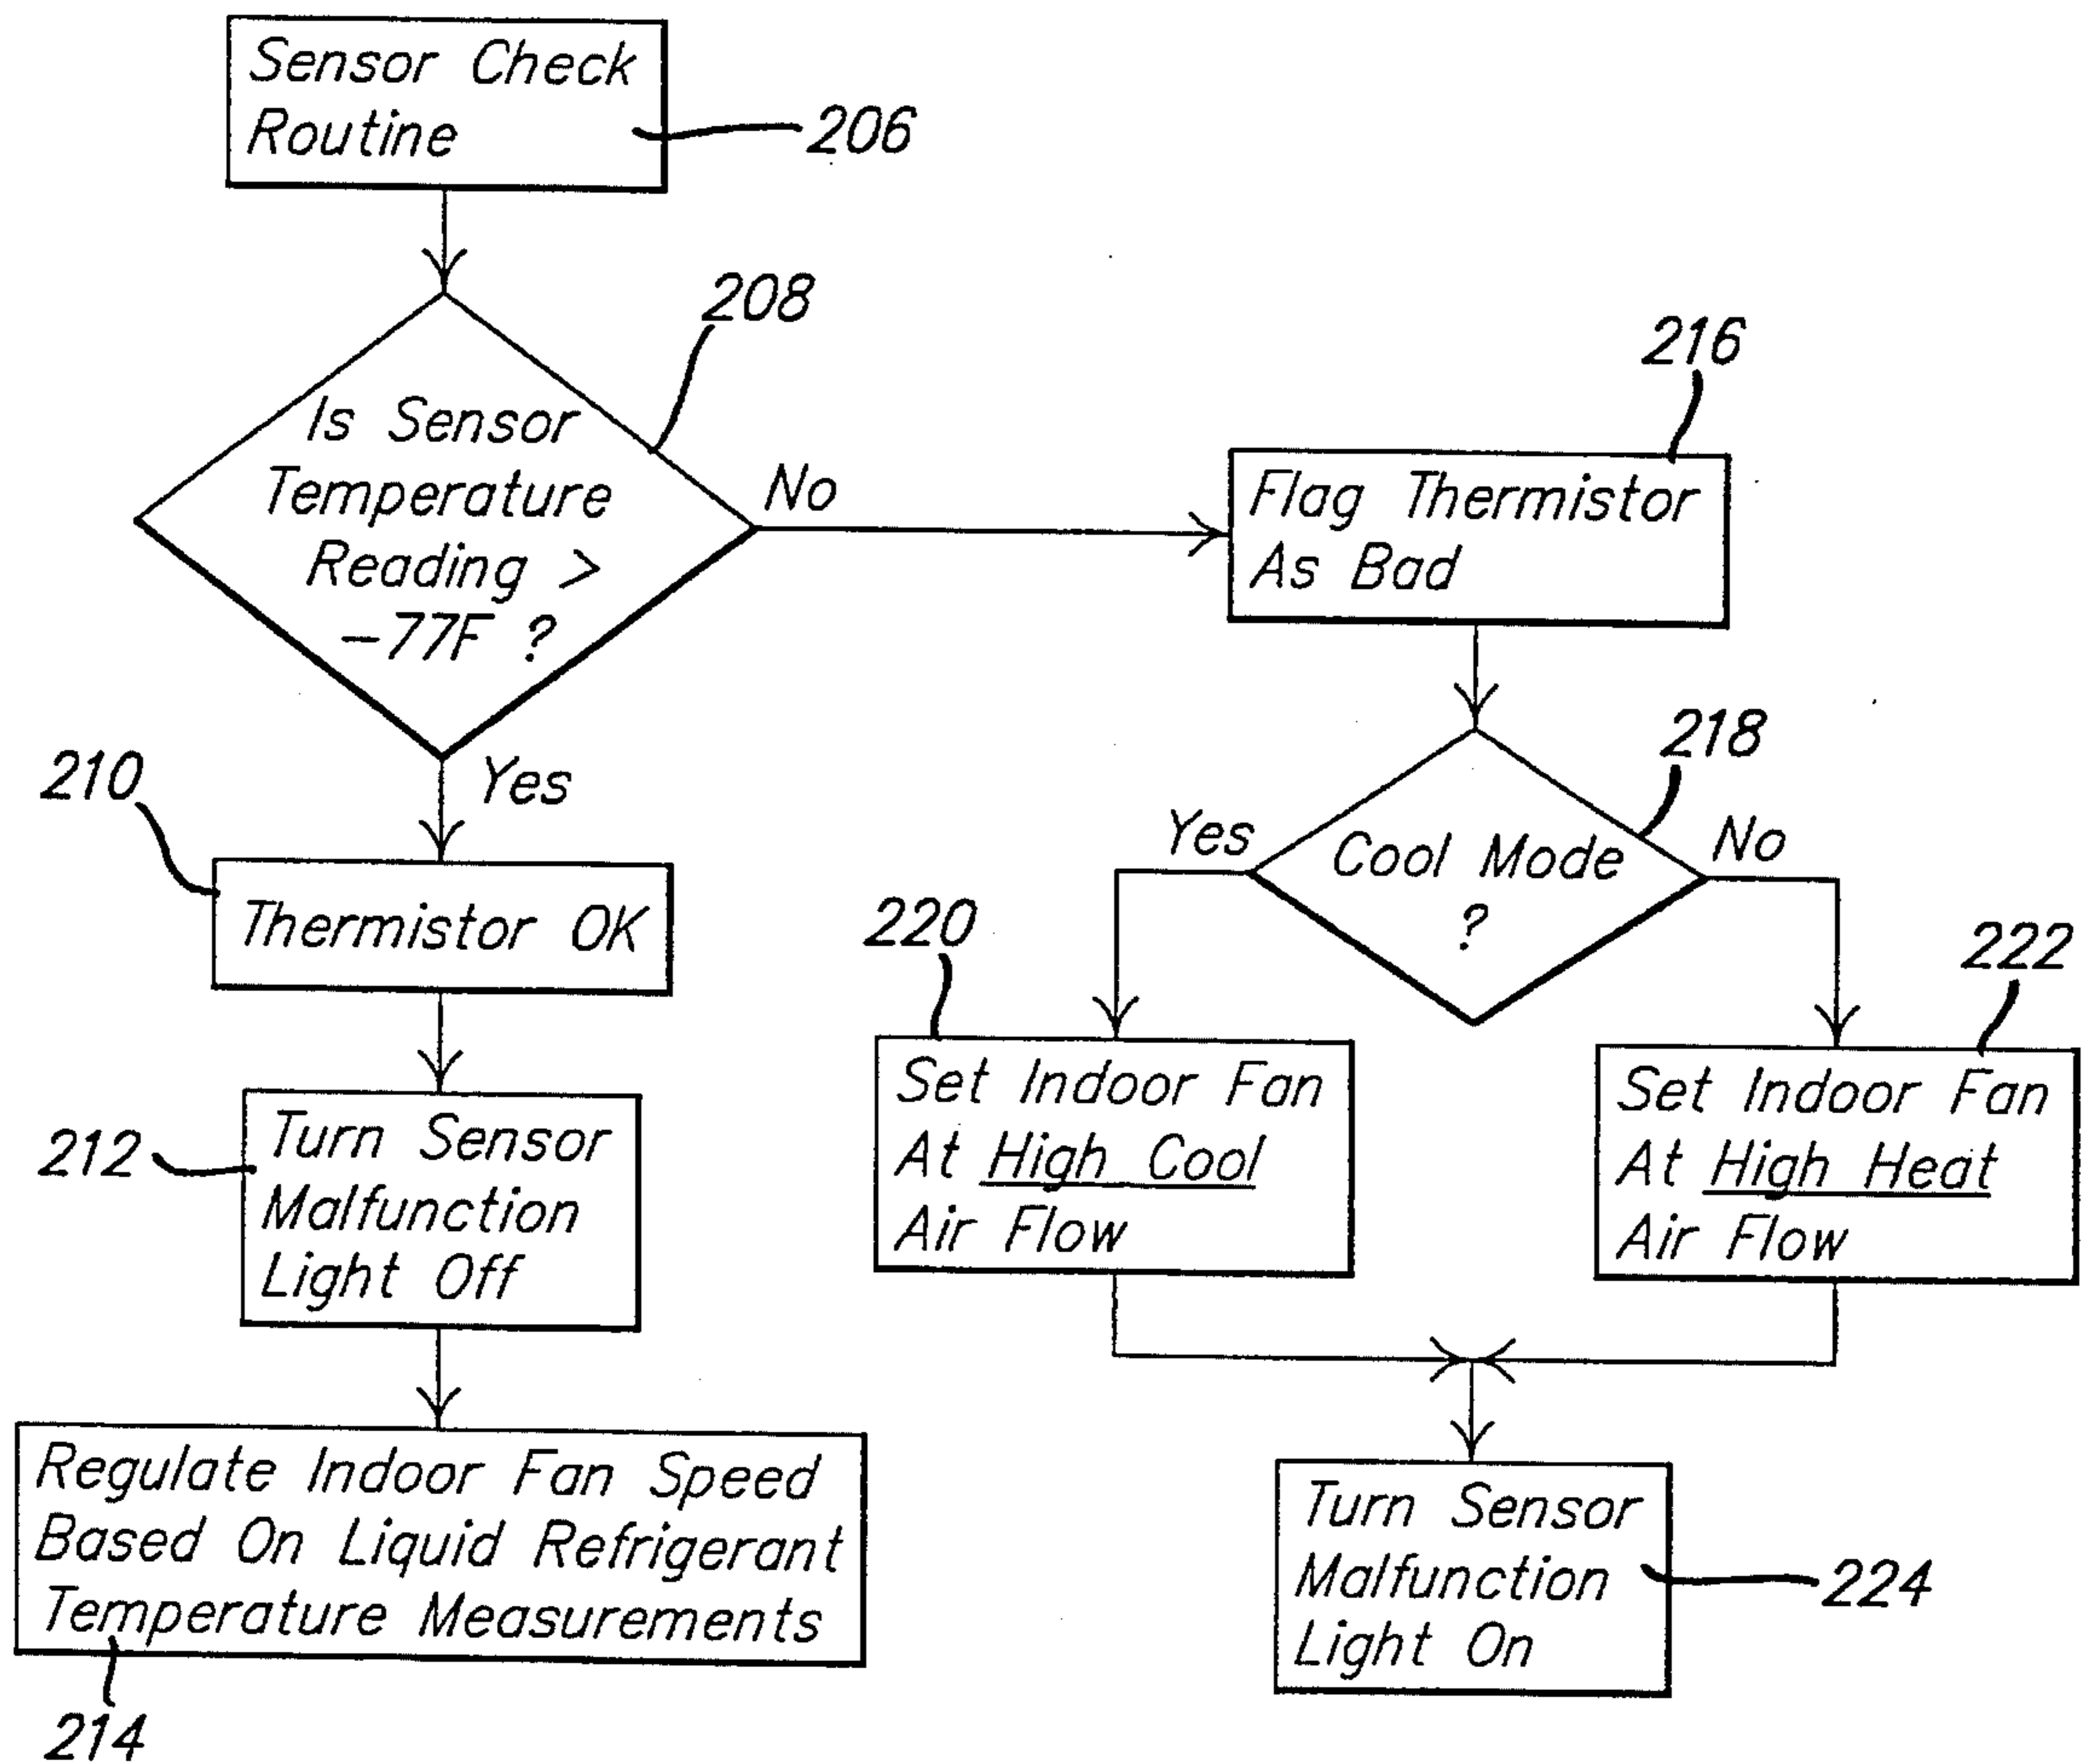 Sensor Check
Routine
206
208
Is Sensor
Temperature
Reading >
-77F ?
No
Yes
210
Thermistor OK
212
Turn Sensor
Malfunction
Light Off
Regulate Indoor Fan Speed
Based On Liquid Refrigerant
Temperature Measurements
214
216
Flag Thermistor
As Bad
218
Cool Mode
?
Yes
No
220
Set Indoor Fan
At High Cool
Air Flow
222
Set Indoor Fan
At High Heat
Air Flow
Turn Sensor
Malfunction
Light On
224